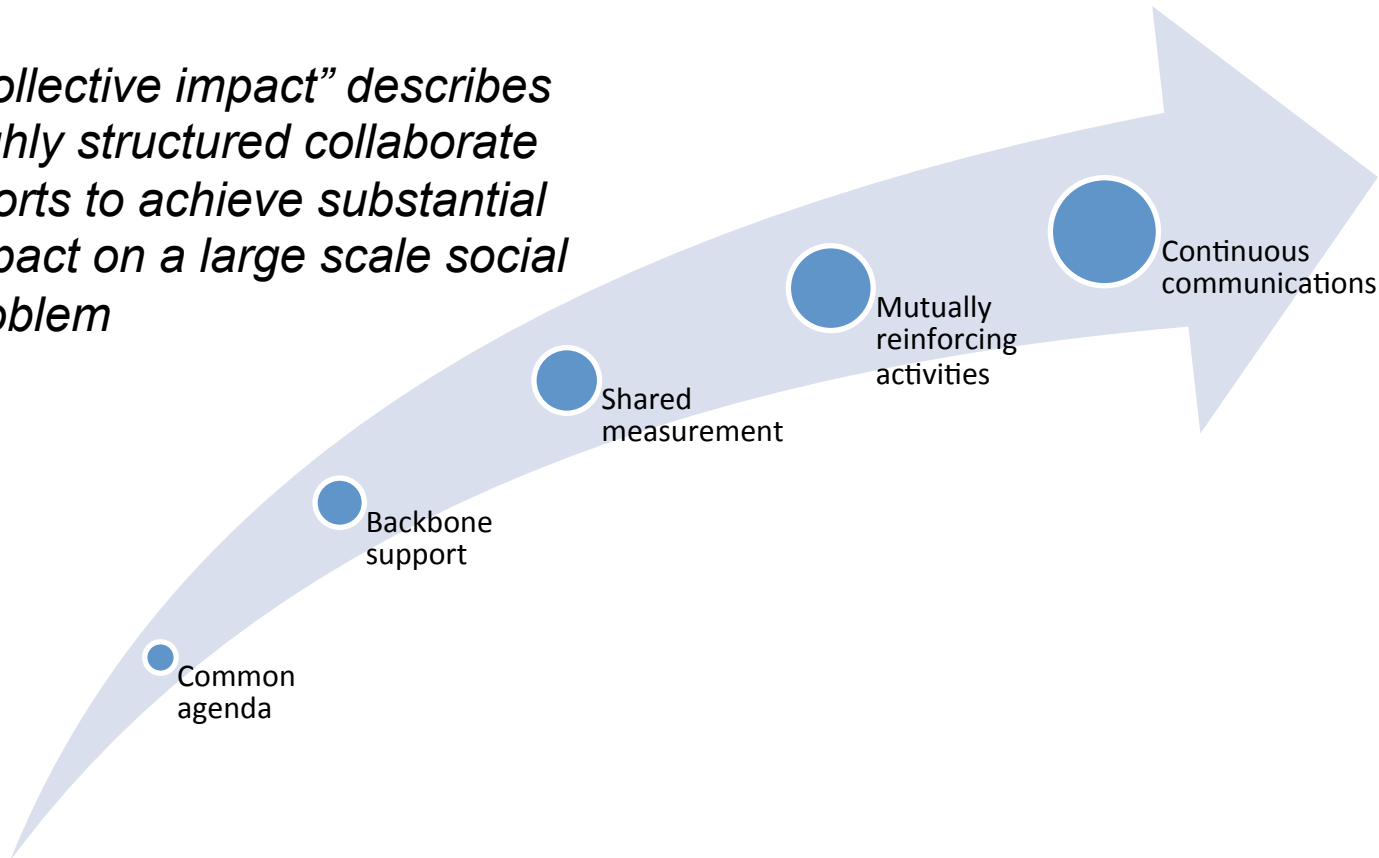 ollective impact” describes
hly structured collaborate
orts to achieve substantial
pact on a large scale social
oblem
Continuous
communications
Mutually
reinforcing
activities
Shared
measurement
Backbone
support
Common
agenda